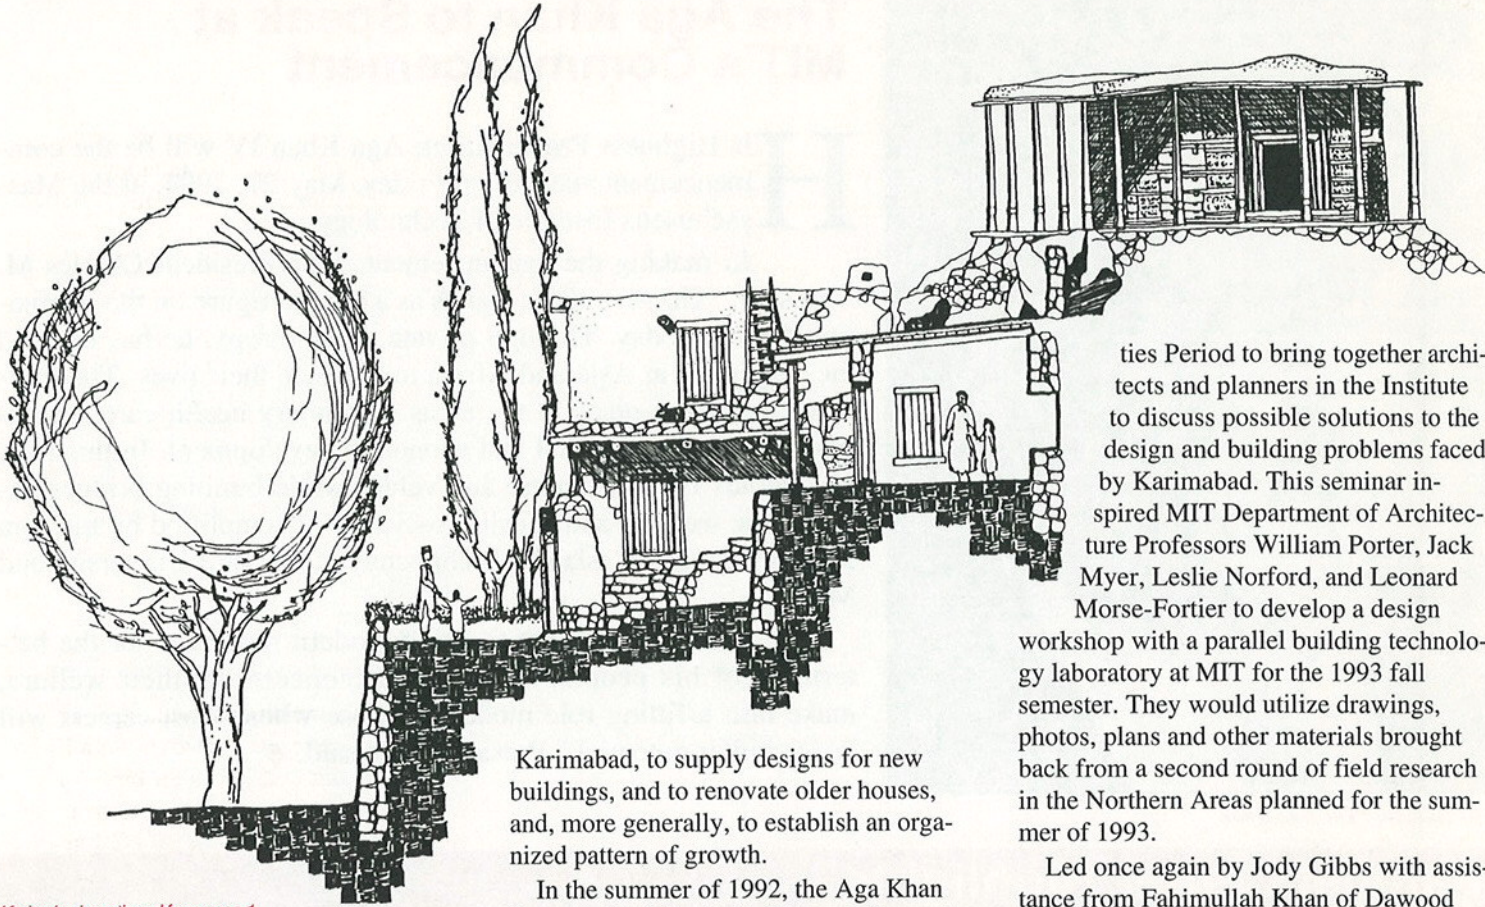 Karimabad, to supply designs for new
buildings, and to renovate older houses,
and, more generally, to establish an orga-
nized pattern of growth.
In the summer of 1992, the Aga Khan
ties Period to bring together archi-
tects and planners in the Institute
to discuss possible solutions to the
design and building problems faced
by Karimabad. This seminar in-
spired MIT Department of Architec-
ture Professors William Porter, Jack
Myer, Leslie Norford, and Leonard
Morse-Fortier to develop a design
workshop with a parallel building technolo-
gy laboratory at MIT for the 1993 fall
semester. They would utilize drawings,
photos, plans and other materials brought
back from a second round of field research
in the Northern Areas planned for the sum-
mer of 1993.
Led once again by Jody Gibbs with assis-
tance from Fahimullah Khan of Dawood